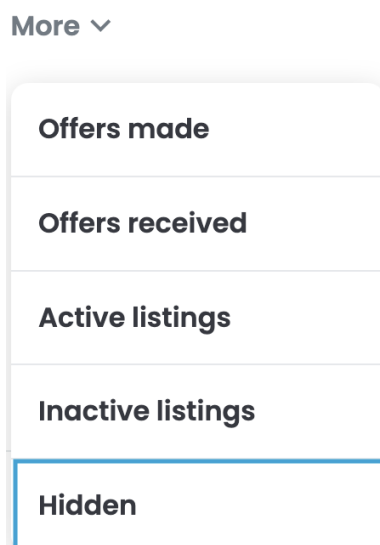 More
Offers made
Offers received
Active listings
Inactive listings
Hidden